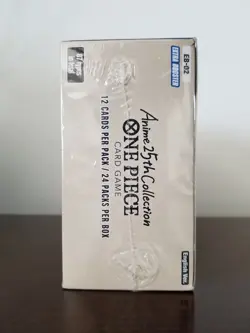 EXTRA BOOSTER
EB-02
Anime 25th Collection
ONE PIECE
CARD GAME
12 CARDS PER PACK / 24 PACKS PER BOX
English Ver.